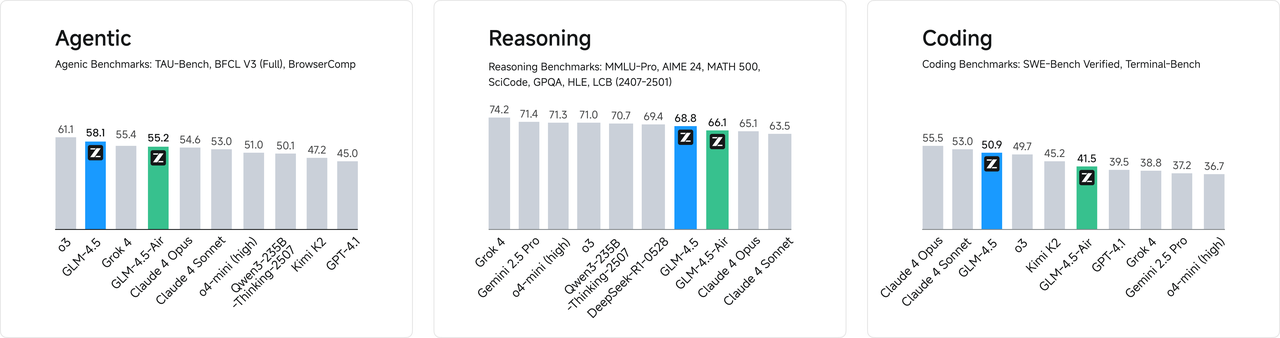 Agentic
Agenic Benchmarks: TAU-Bench, BFCL V3 (Full), BrowserComp
61.1
58.1
55.4
55.2
54.6
53.0
51.0
50.1
47.2
45.0
Z
Z
o3
GLM-4.5
Grok 4
GLM-4.5-Air
Claude 4 Opus
Claude 4 Sonnet
o4-mini (high)
Qwen3-235B
-Thinking-2507
Kimi K2
GPT-4.1
Reasoning
Reasoning Benchmarks: MMLU-Pro, AIME 24, MATH 500,
SciCode, GPQA, HLE, LCB (2407-2501)
74.2
71.4
71.3
71.0
70.7
69.4
68.8
66.1
65.1
63.5
Z
Z
Grok 4
Gemini 2.5 Pro
o4-mini (high)
o3
Qwen3-235B
-Thinking-2507
DeepSeek-R1-0528
GLM-4.5
GLM-4.5-Air
Claude 4 Opus
Claude 4 Sonnet
Coding
Coding Benchmarks: SWE-Bench Verified, Terminal-Bench
55.5
53.0
50.9
49.7
45.2
41.5
39.5
38.8
37.2
36.7
Z
Z
Claude 4 Opus
Claude 4 Sonnet
GLM-4.5
o3
Kimi K2
GLM-4.5-Air
GPT-4.1
Grok 4
Gemini 2.5 Pro
o4-mini (high)